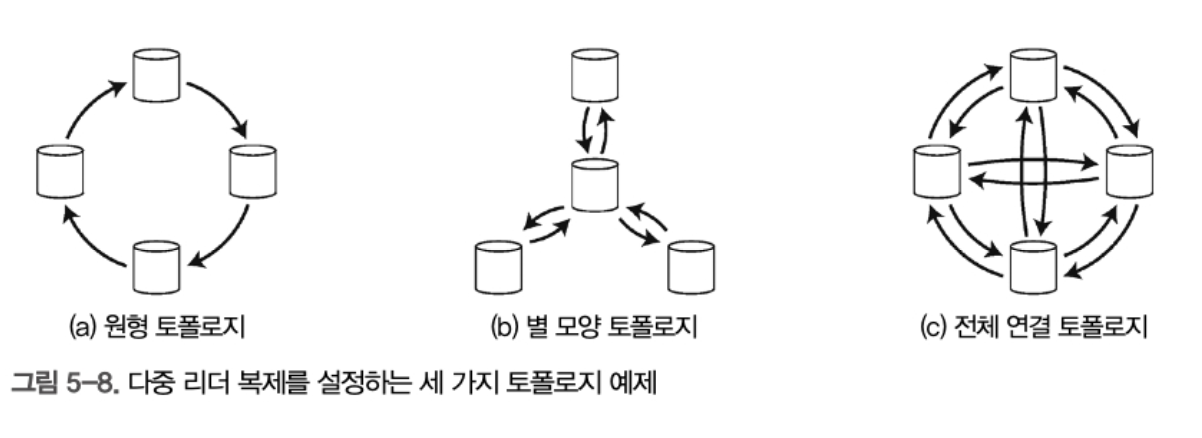 (a) 원형 토폴로지
(b) 별 모양 토폴로지
(c) 전체 연결 토폴로지
그림 5-8. 다중 리더 복제를 설정하는 세 가지 토폴로지 예제